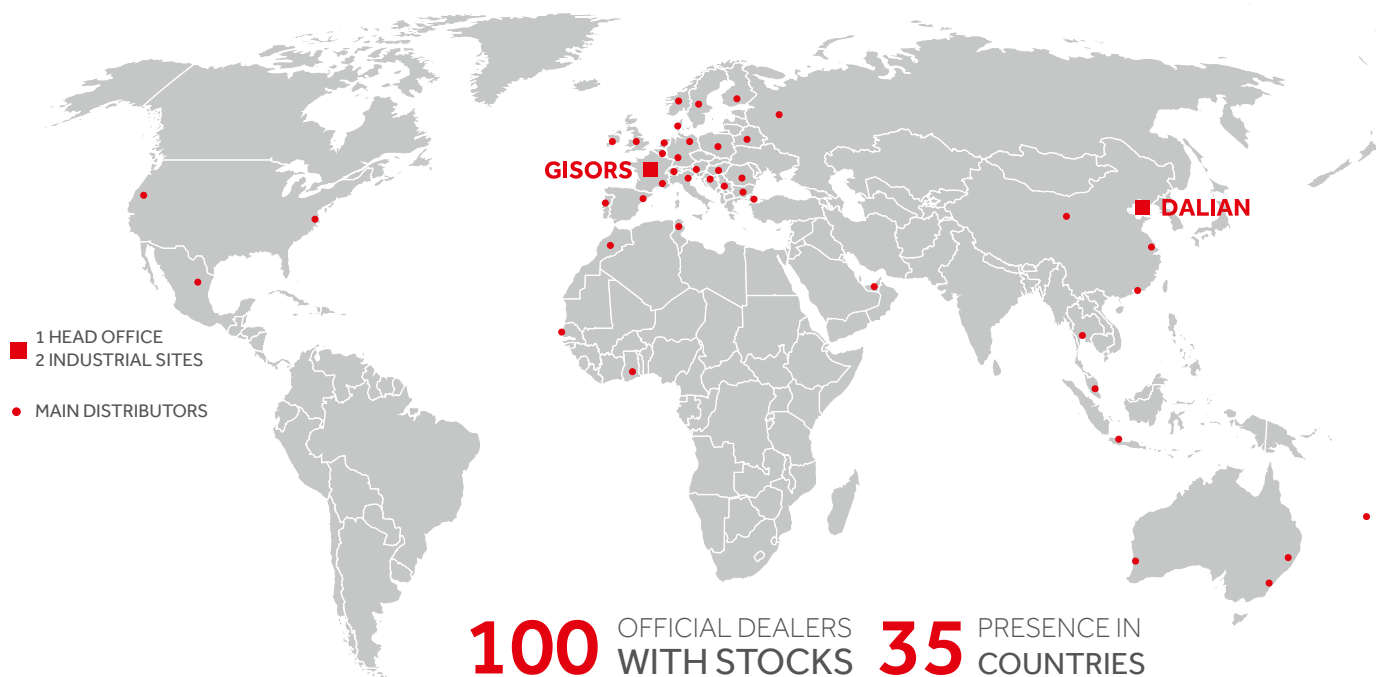 GISORS
DALIAN
1 HEAD OFFICE
2 INDUSTRIAL SITES
MAIN DISTRIBUTORS
100 OFFICIAL DEALERS
WITH STOCKS
35 PRESENCE IN
COUNTRIES